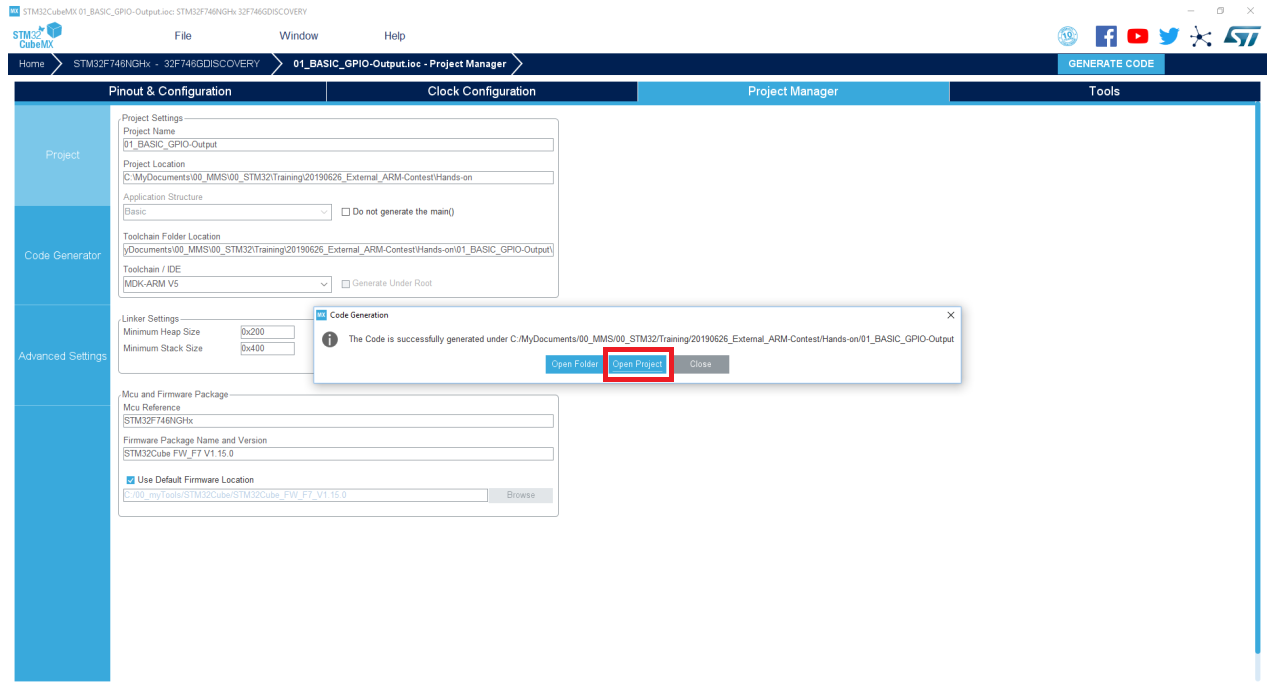 STM32CubeMX 01_BASIC_GPIO-Output.ioc: STM32F746NGHx 32F746GDISCOVERY
STM32
CubeMX
File
Window
Help
19
Home
STM32F746NGHx - 32F746GDISCOVERY
01_BASIC_GPIO-Output.ioc - Project Manager
GENERATE CODE
Pinout & Configuration
Clock Configuration
Project Manager
Tools
Project
Code Generator
Advanced Settings
Project Settings
Project Name
01_BASIC_GPIO-Output
Project Location
C:\MyDocuments\00_MMS\00_STM32\Training\20190626_External_ARM-Contest\Hands-on
Application Structure
Basic
Do not generate the main()
Toolchain Folder Location
yDocuments\00_MMS\00_STM32\Training\20190626_External_ARM-Contest\Hands-on\01_BASIC_GPIO-Output\
Toolchain / IDE
MDK-ARM V5
Generate Under Root
Linker Settings
Minimum Heap Size
0x200
Minimum Stack Size
0x400
MX Code Generation
The Code is successfully generated under C:/MyDocuments/00_MMS/00_STM32/Training/20190626_External_ARM-Contest/Hands-on/01_BASIC_GPIO-Output
Open Folder
Open Project
Close
Mcu and Firmware Package
Mcu Reference
STM32F746NGHx
Firmware Package Name and Version
STM32Cube FW_F7 V1.15.0
Use Default Firmware Location
C:/00_myTools/STM32Cube/STM32Cube_FW_F7_V1.15.0
Browse